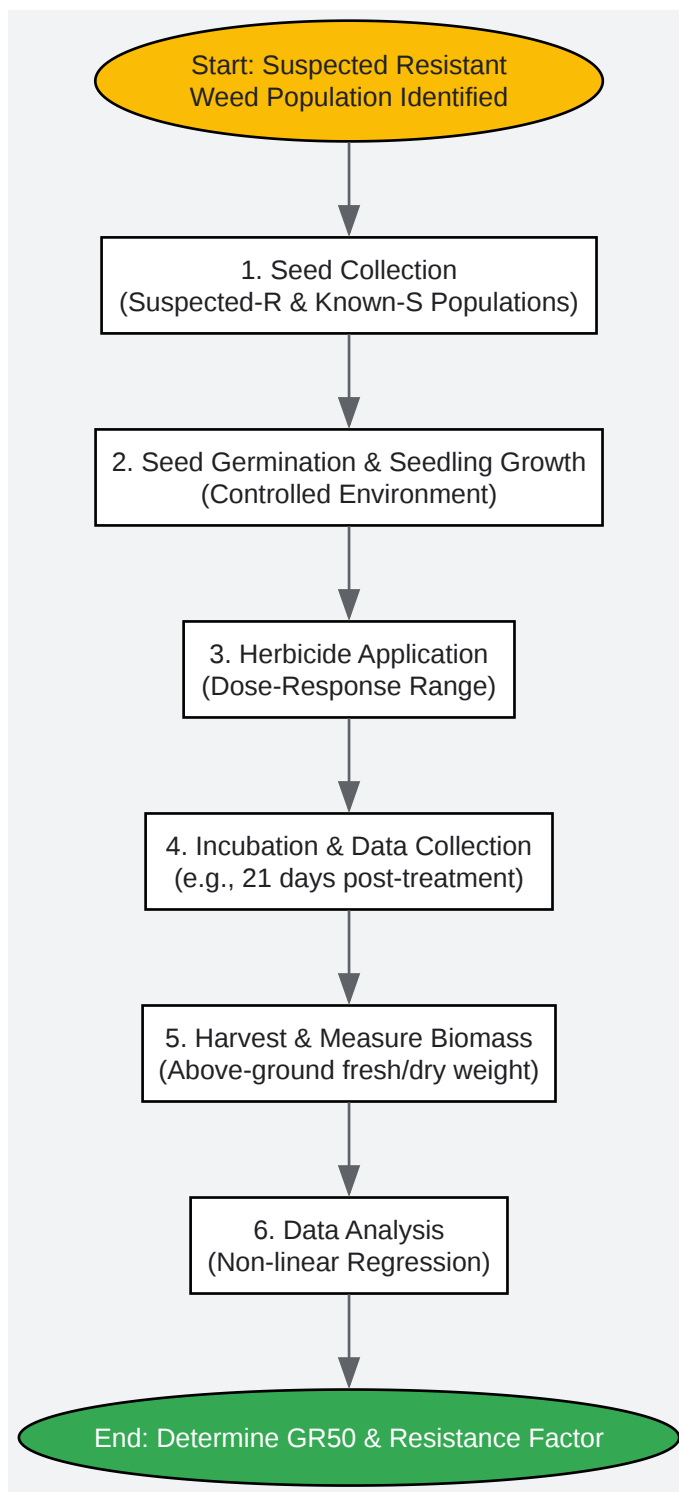 Start: Suspected Resistant
Weed Population Identified
1. Seed Collection
(Suspected-R & Known-S Populations)
2. Seed Germination & Seedling Growth
(Controlled Environment)
3. Herbicide Application
(Dose-Response Range)
4. Incubation & Data Collection
(e.g., 21 days post-treatment)
5. Harvest & Measure Biomass
(Above-ground fresh/dry weight)
6. Data Analysis
(Non-linear Regression)
End: Determine GR50 & Resistance Factor